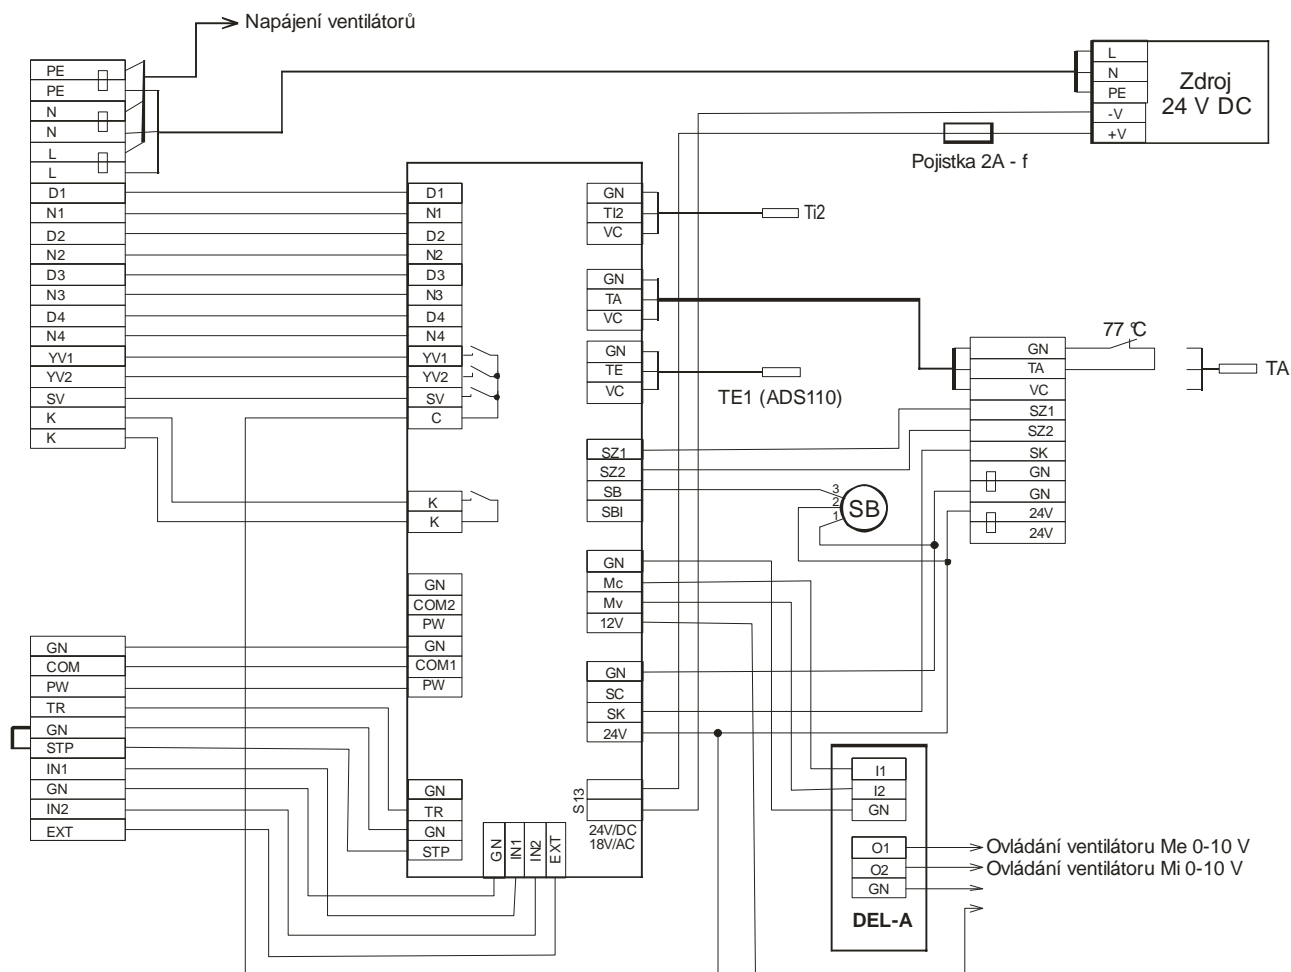 Napájení ventilátorů
PE
PE
N
N
L
L
D1
N1
D2
N2
D3
N3
D4
N4
YV1
YV2
SV
K
K
L
N
PE
-V
+V
Zdroj
24 V DC
Pojistka 2A - f
D1
N1
D2
N2
D3
N3
D4
N4
YV1
YV2
SV
C
K
K
GN
COM2
PW
GN
COM1
PW
GN
TR
GN
STP
GN
TI2
VC
Ti2
GN
TA
VC
GN
TE
VC
TE1 (ADS110)
SZ1
SZ2
SB
SBI
3
2
1
SB
GN
Mc
Mv
12V
GN
SC
SK
24V
S13
24V/DC
18V/AC
GN
IN1
IN2
EXT
77 °C
GN
TA
VC
SZ1
SZ2
SK
GN
GN
24V
24V
TA
GN
COM
PW
TR
GN
STP
IN1
GN
IN2
EXT
I1
I2
GN
O1
O2
GN
DEL-A
Ovládání ventilátoru Me 0-10 V
Ovládání ventilátoru Mi 0-10 V